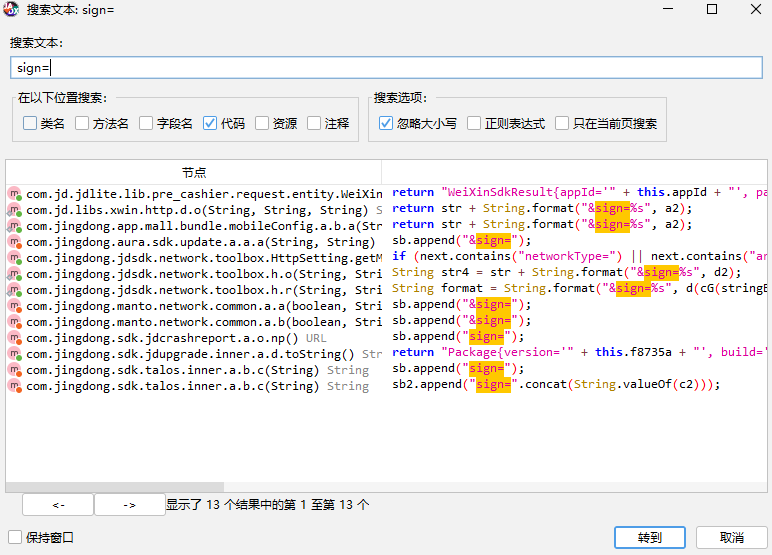 搜索文本: sign=
搜索文本:
sign=
在以下位置搜索:
类名 方法名 字段名 代码 资源 注释
搜索选项:
忽略大小写 正则表达式 只在当前页搜索
节点
com.jd.jdlite.lib.pre_cashier.request.entity.WeiXin return "WeiXinSdkResult{appId='" + this.appId + "', pa
com.jd.libs.xwin.http.d.o(String, String, String) S return str + String.format("&sign=%s", a2);
com.jingdong.app.mall.bundle.mobileConfig.a.b.a(Str return str + String.format("&sign=%s", a2);
com.jingdong.aura.sdk.update.a.a.a(String, String) sb.append("&sign=");
com.jingdong.jdsdk.network.toolbox.HttpSetting.getM if (next.contains("networkType=") || next.contains("ar
com.jingdong.jdsdk.network.toolbox.h.o(String, Stri String str4 = str + String.format("&sign=%s", d2);
com.jingdong.jdsdk.network.toolbox.h.r(String, Stri String format = String.format("&sign=%s", d(cG(stringB
com.jingdong.manto.network.common.a.a(boolean, Stri sb.append("&sign=");
com.jingdong.manto.network.common.a.b(boolean, Stri sb.append("&sign=");
com.jingdong.sdk.jdcrashreport.a.o.np() URL sb.append("sign=");
com.jingdong.sdk.jdupgrade.inner.a.d.toString() Str return "Package{version='" + this.f8735a + "', build='
com.jingdong.sdk.talos.inner.a.b.c(String) String sb.append("sign=");
com.jingdong.sdk.talos.inner.a.b.c(String) String sb2.append("sign=".concat(String.valueOf(c2)));
<- -> 显示了 13 个结果中的第 1 至第 13 个
保持窗口 转到 取消